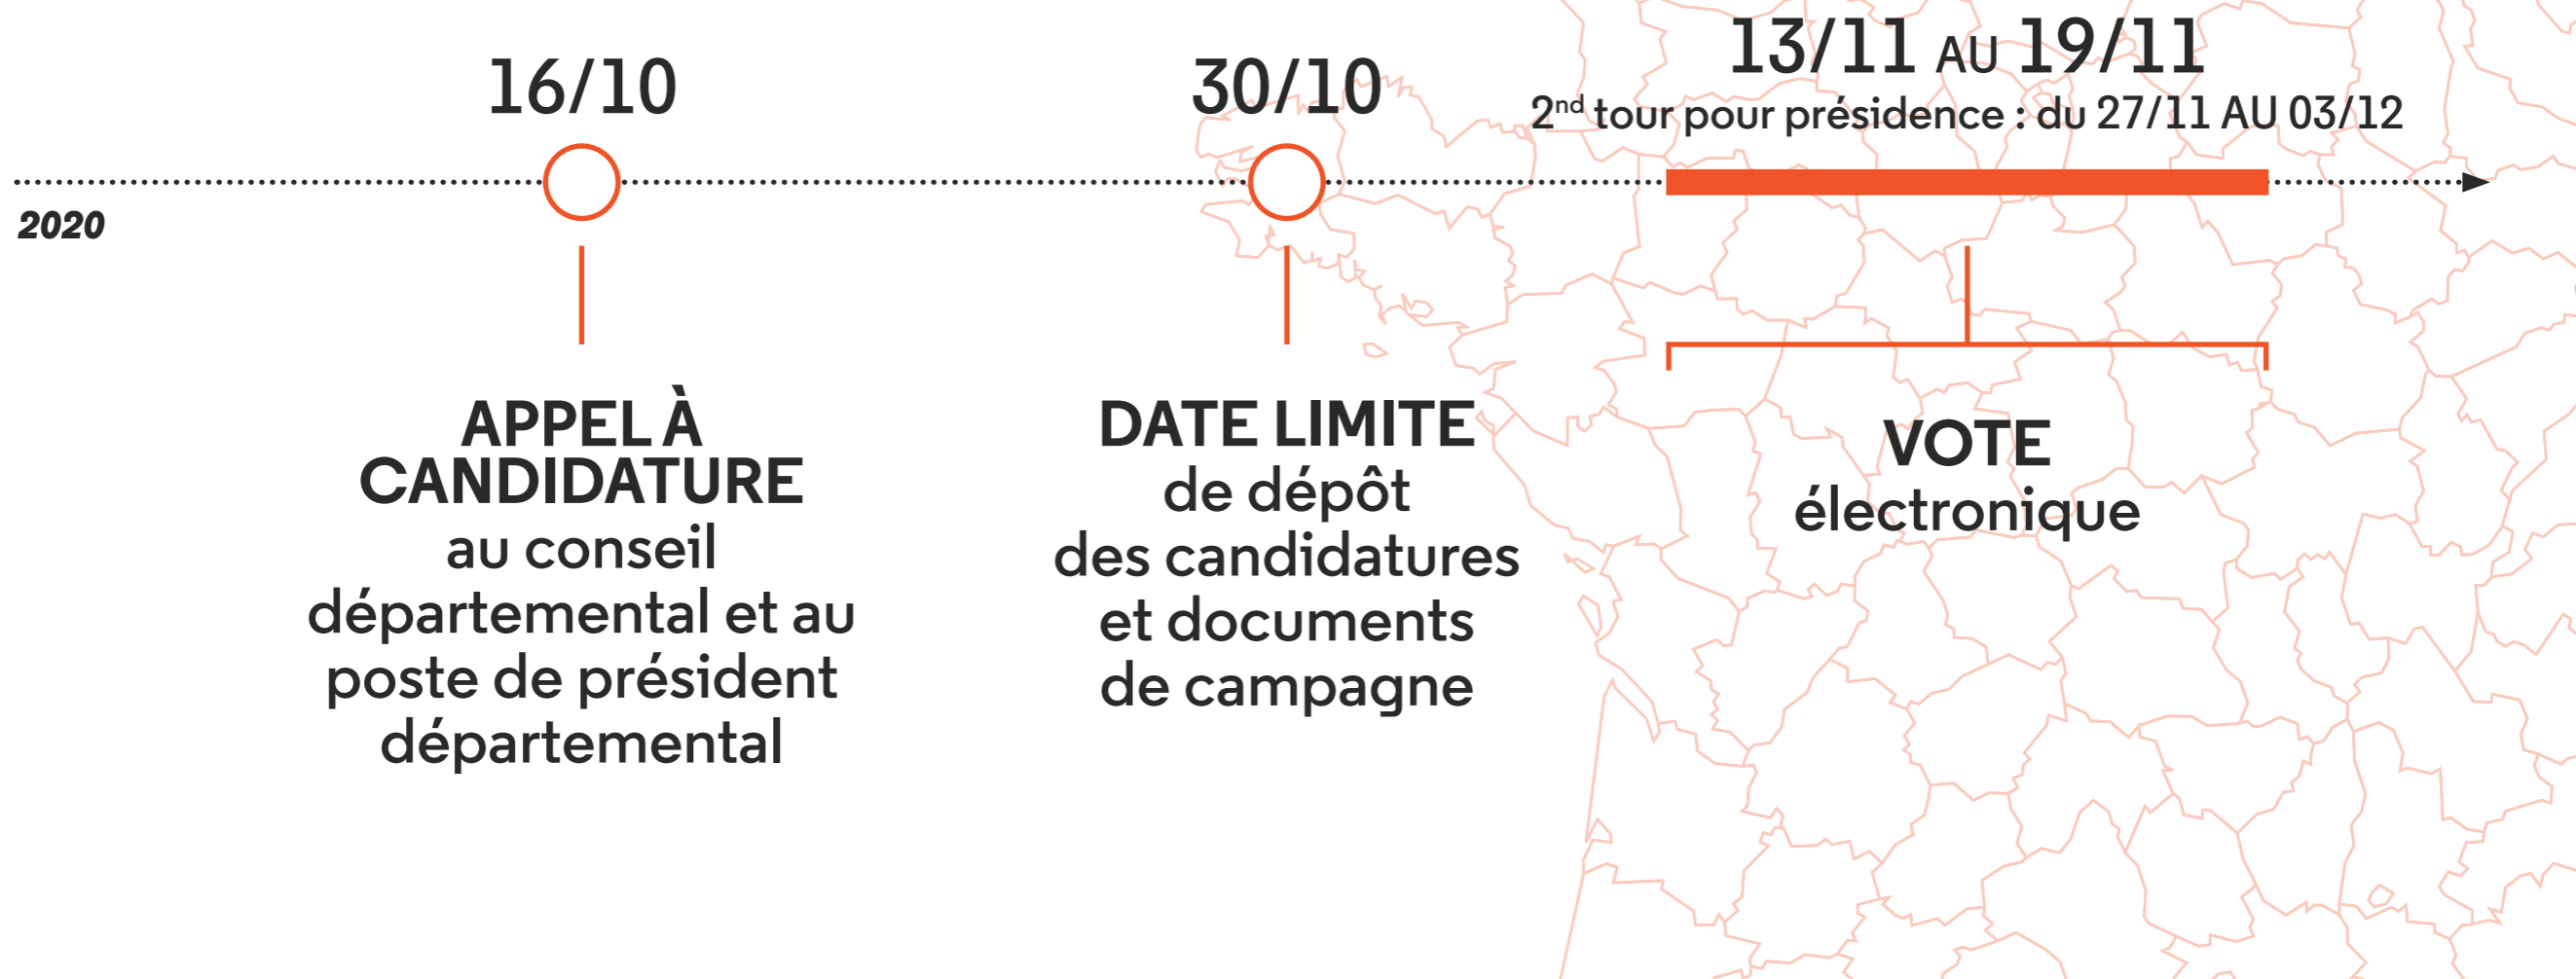 16/10
30/10
13/11 AU 19/11
2nd tour pour présidence : du 27/11 AU 03/12
2020
APPEL À
CANDIDATURE
au conseil
départemental et au
poste de président
départemental
DATE LIMITE
de dépôt
des candidatures
et documents
de campagne
VOTE
électronique